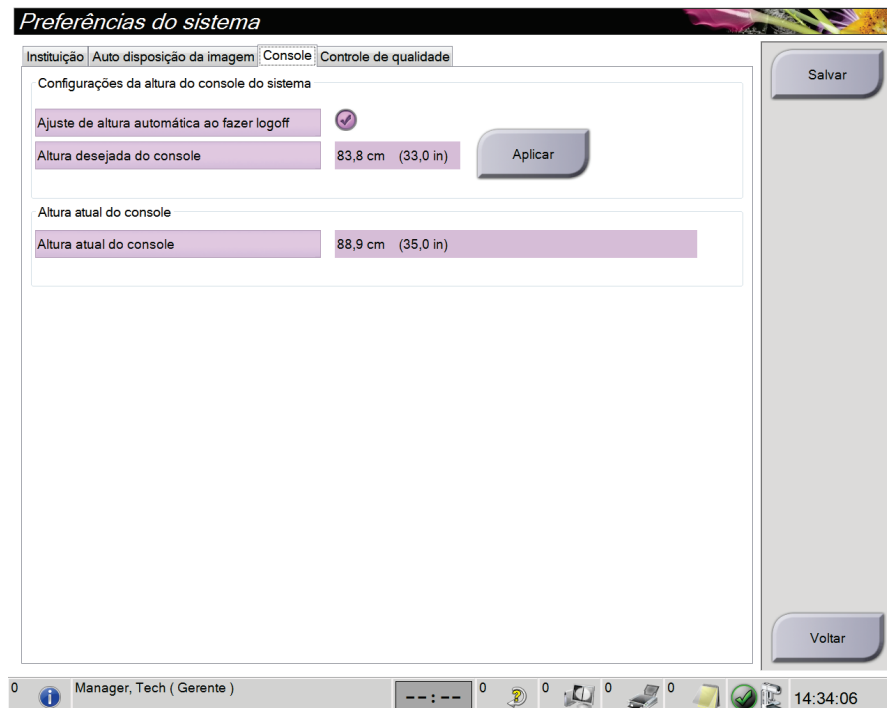 Preferências do sistema
Instituição Auto disposição da imagem Console Controle de qualidade
Configurações da altura do console do sistema
Ajuste de altura automática ao fazer logoff
Altura desejada do console 83,8 cm (33,0 in) Aplicar
Altura atual do console
Altura atual do console 88,9 cm (35,0 in)
Salvar
Voltar
0 Manager, Tech ( Gerente ) --:-- 0 0 0 0 14:34:06